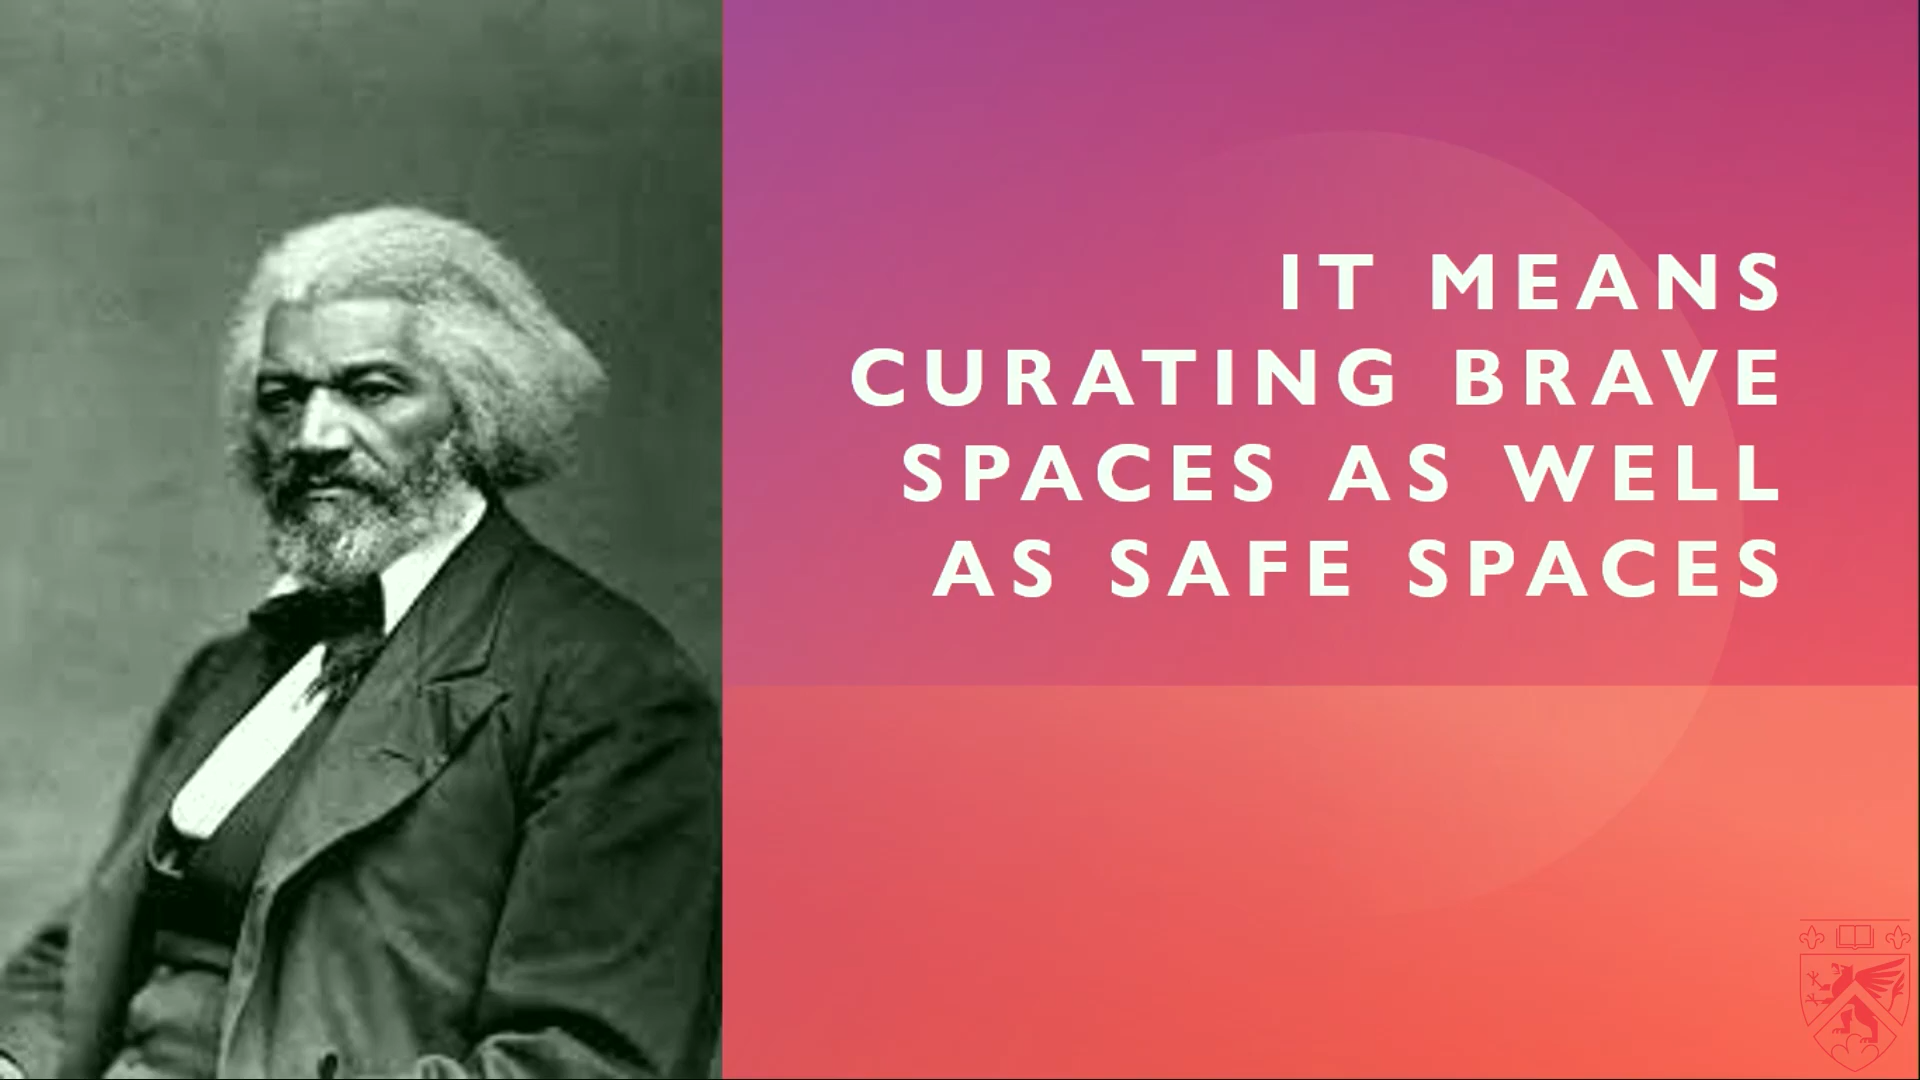 IT MEANS
CURATING BRAVE
SPACES AS WELL
AS SAFE SPACES